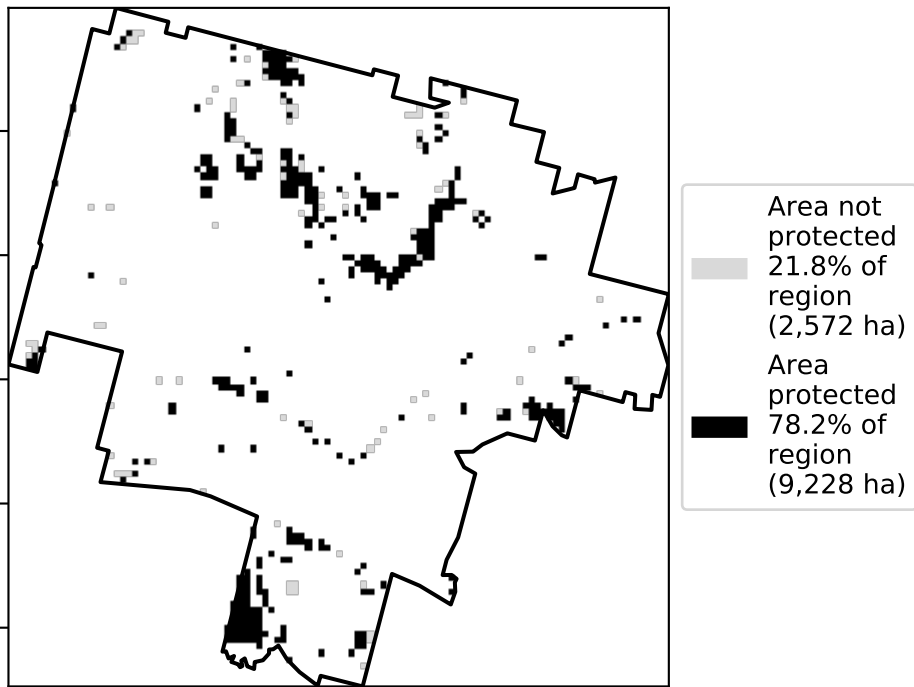 Area not
protected
21.8% of
region
(2,572 ha)
Area
protected
78.2% of
region
(9,228 ha)